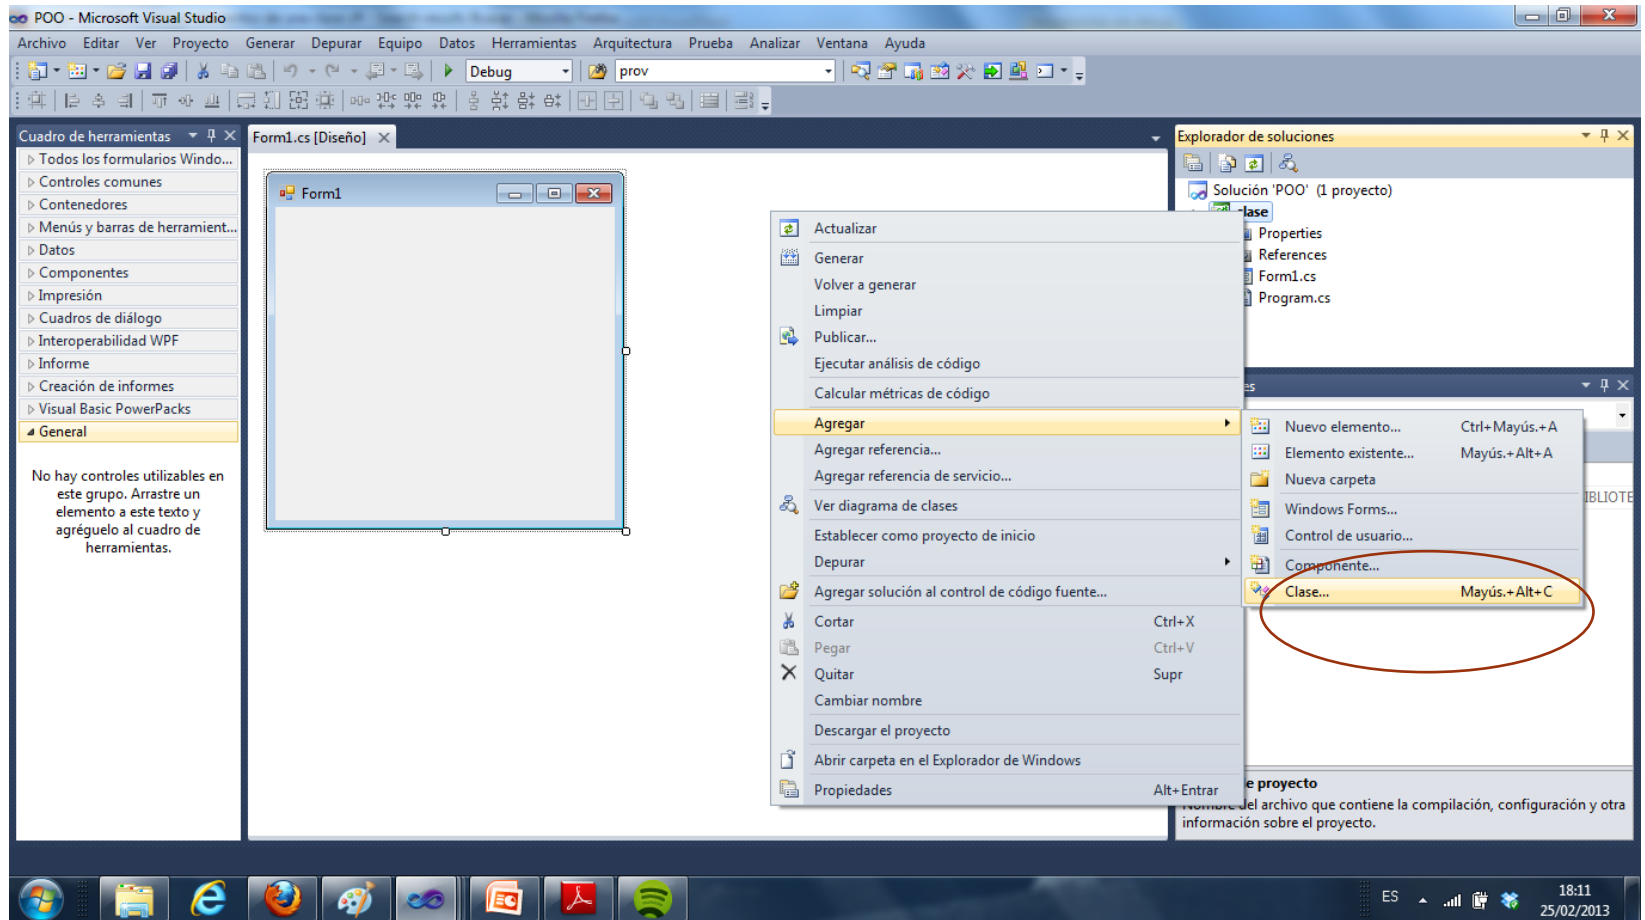 POO - Microsoft Visual Studio
Archivo Editar Ver Proyecto Generar Depurar Equipo Datos Herramientas Arquitectura Prueba Analizar Ventana Ayuda
Debug prov
Cuadro de herramientas
Todos los formularios Windo...
Controles comunes
Contenedores
Menús y barras de herramient...
Datos
Componentes
Impresión
Cuadros de diálogo
Interoperabilidad WPF
Informe
Creación de informes
Visual Basic PowerPacks
General
No hay controles utilizables en
este grupo. Arrastre un
elemento a este texto y
agréguelo al cuadro de
herramientas.
Form1.cs [Diseño]
Form1
Actualizar
Generar
Volver a generar
Limpiar
Publicar...
Ejecutar análisis de código
Calcular métricas de código
Agregar
Agregar referencia...
Agregar referencia de servicio...
Ver diagrama de clases
Establecer como proyecto de inicio
Depurar
Agregar solución al control de código fuente...
Cortar Ctrl+X
Pegar Ctrl+V
Quitar Supr
Cambiar nombre
Descargar el proyecto
Abrir carpeta en el Explorador de Windows
Propiedades Alt+Entrar
Nuevo elemento... Ctrl+Mayús.+A
Elemento existente... Mayús.+Alt+A
Nueva carpeta
Windows Forms...
Control de usuario...
Componente...
Clase... Mayús.+Alt+C
Explorador de soluciones
Solución 'POO' (1 proyecto)
clase
Properties
References
Form1.cs
Program.cs
es
IBLIOTE
e proyecto
Nombre del archivo que contiene la compilación, configuración y otra
información sobre el proyecto.
ES
18:11
25/02/2013